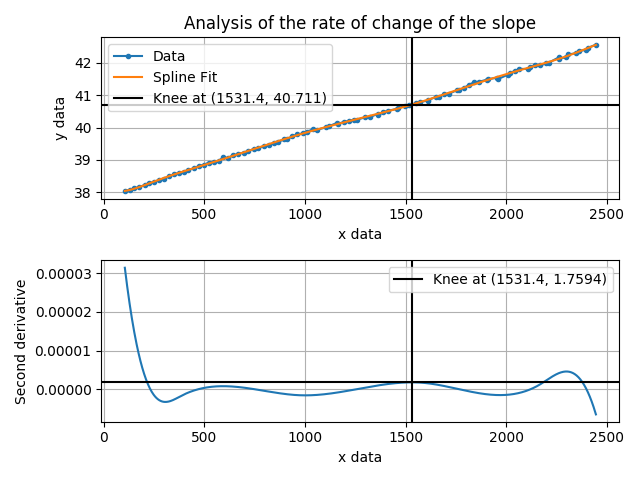 Analysis of the rate of change of the slope
42
41
40
39
38
y data
Data
Spline Fit
Knee at (1531.4, 40.711)
0 500 1000 1500 2000 2500
x data
0.00003
0.00002
0.00001
0.00000
Second derivative
Knee at (1531.4, 1.7594)
0 500 1000 1500 2000 2500
x data